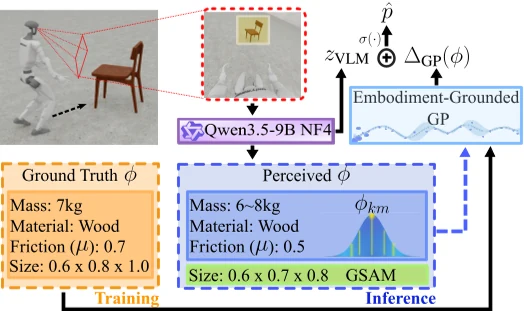 p̂
σ(·)
z_VLM ⊕ Δ_GP(ϕ)
Qwen3.5-9B NF4
Embodiment-Grounded
GP
Ground Truth ϕ
Mass: 7kg
Material: Wood
Friction (μ): 0.7
Size: 0.6 x 0.8 x 1.0
Training
Perceived ϕ
Mass: 6~8kg
Material: Wood
Friction (μ): 0.5
ϕ_km
Size: 0.6 x 0.7 x 0.8 GSAM
Inference